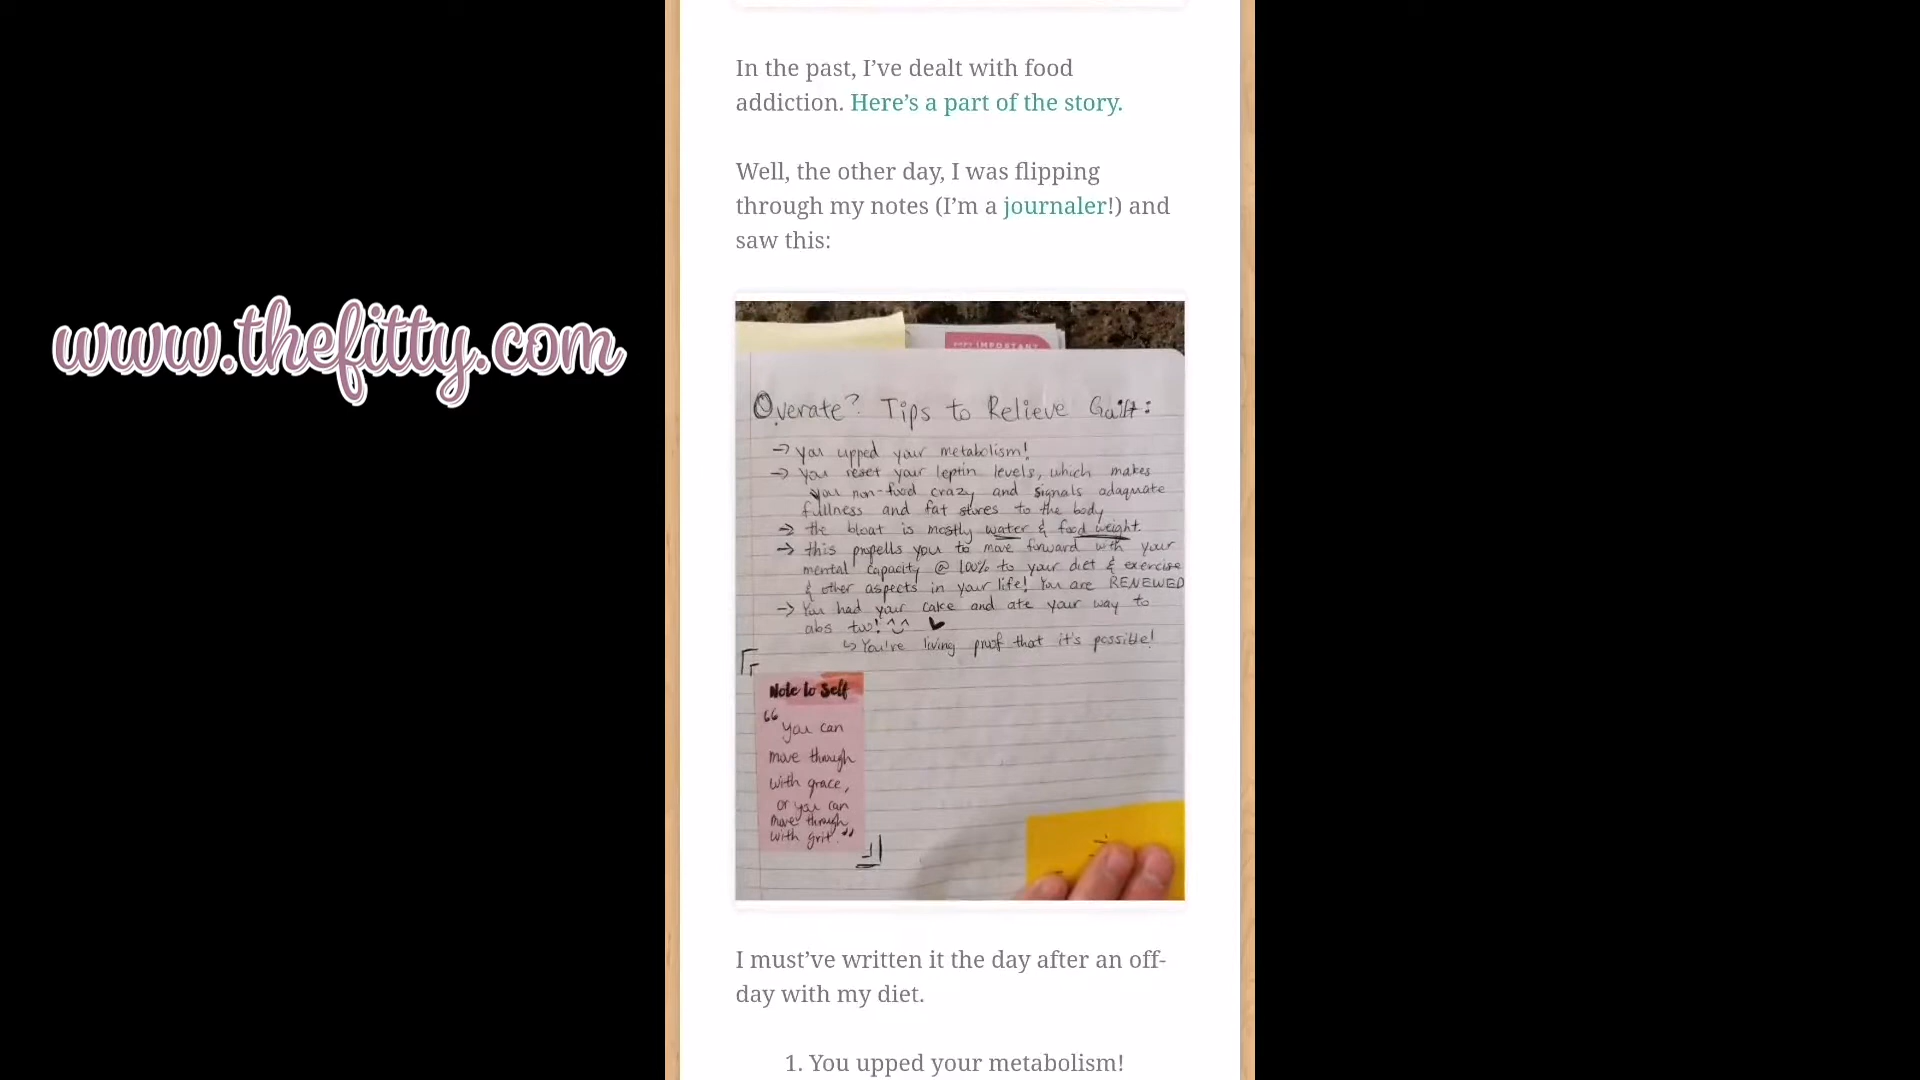 www.thefitty.com
In the past, I've dealt with food
addiction. Here's a part of the story.
Well, the other day, I was flipping
through my notes (I'm a journaler!) and
saw this:
IMPORTANT
Overate? Tips to Relieve Guilt:
→ You upped your metabolism!
→ You reset your leptin levels, which makes
you non-food crazy and signals adaquate
fullness and fat stores to the body
→ the bloat is mostly water & food weight.
→ this propells you to move forward with your
mental capacity @ 100% to your diet & exercise
& other aspects in your life! You are RENEWED
→ You had your cake and ate your way to
abs too! ^‿^ ♥
↳ You're living proof that it's possible!
Note to Self
"You can
move through
with grace,
or you can
move through
with grit."
I must've written it the day after an off-
day with my diet.
1. You upped your metabolism!